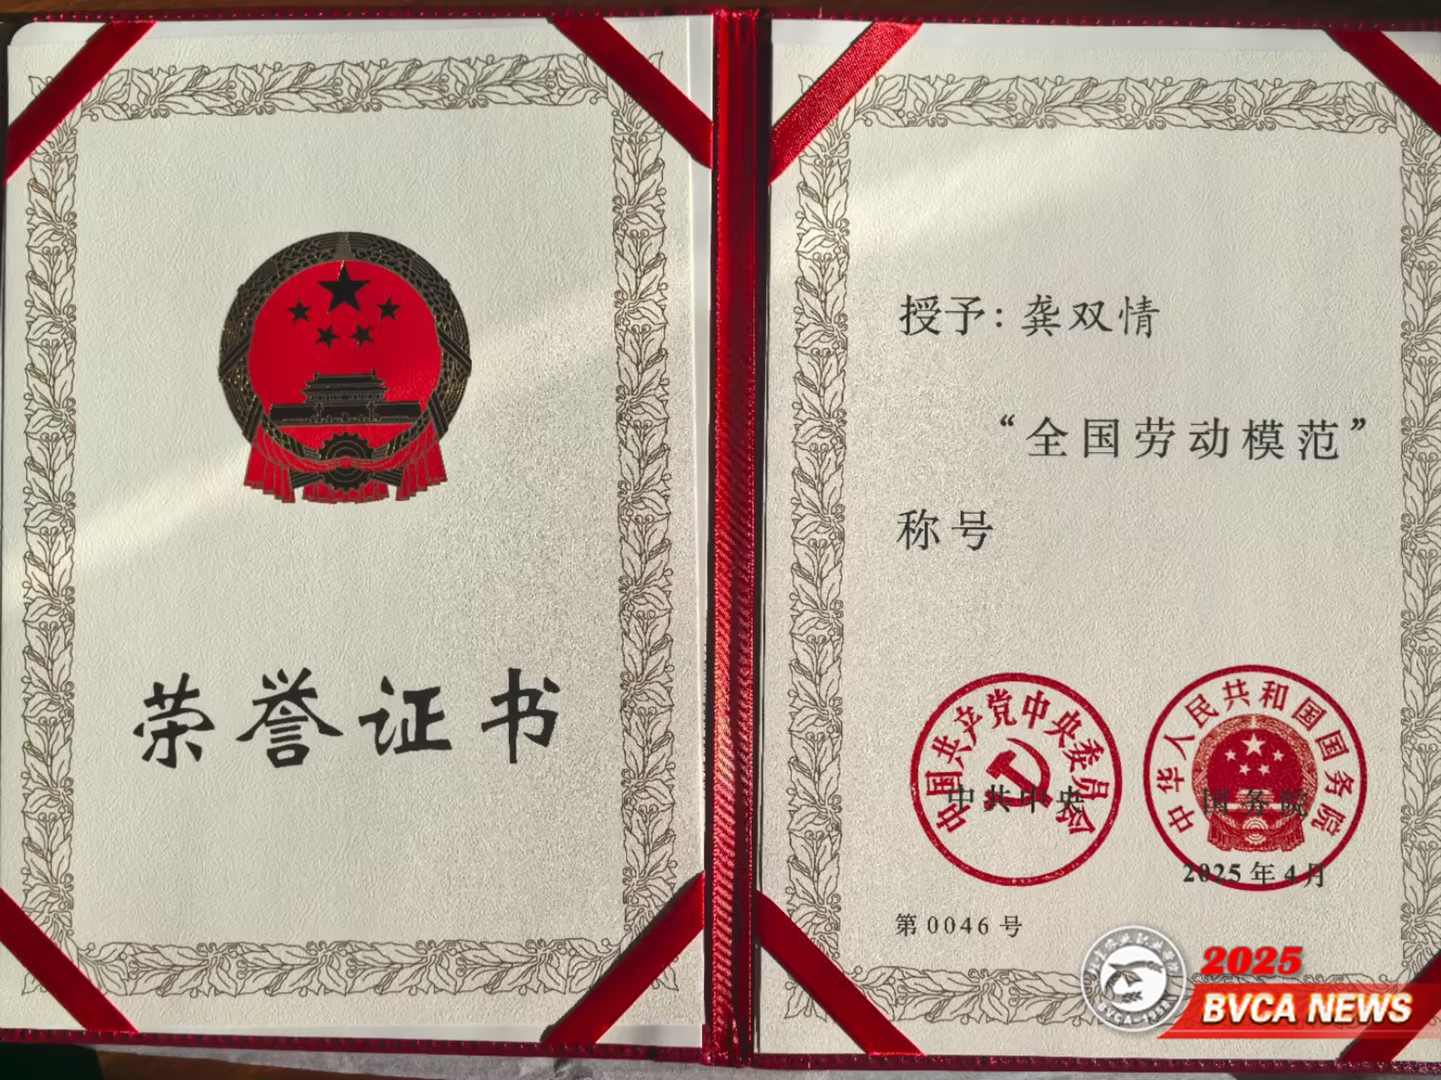 荣誉证书
授予：龚双情
“全国劳动模范”
称号
中国共产党中央委员会
中共中央
中华人民共和国国务院
国务院
2025年4月
第0046号
BVCA-1958
2025
BVCA NEWS